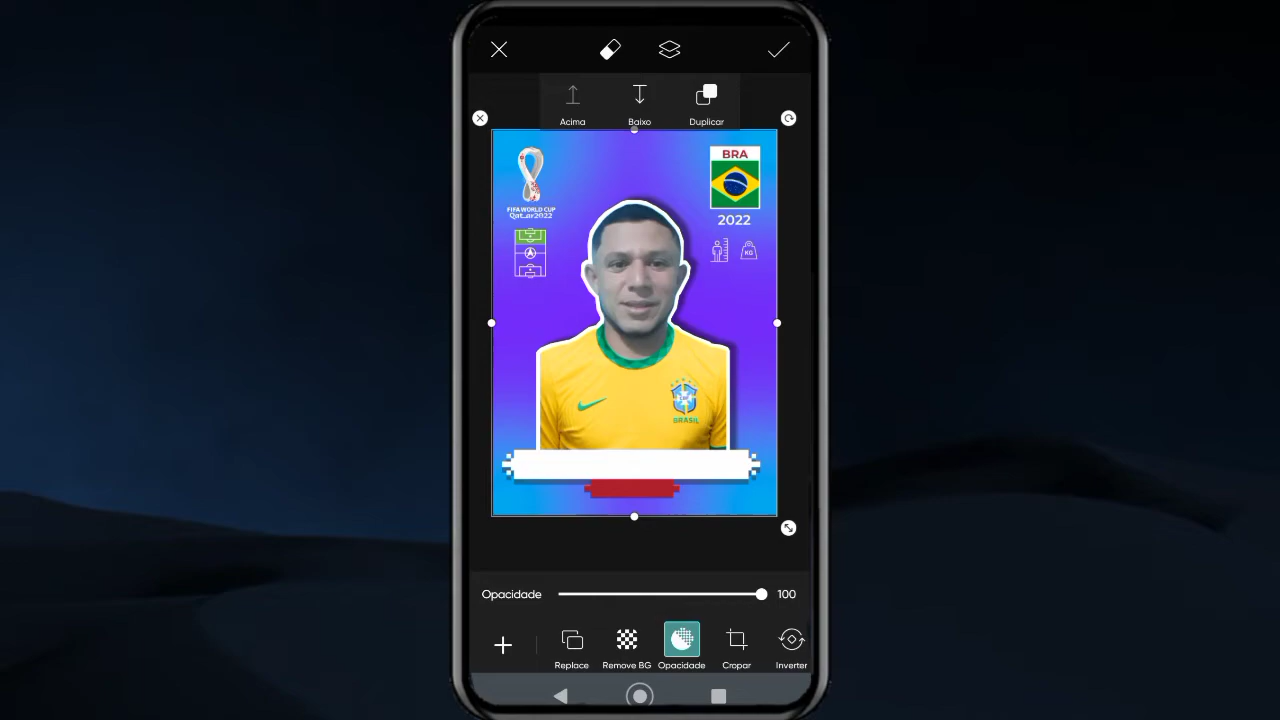 Acima
Baixo
Duplicar
FIFA WORLD CUP
Qatar2022
BRA
2022
KG
CBF
BRASIL
Opacidade
100
Replace
Remove BG
Opacidade
Cropar
Inverter